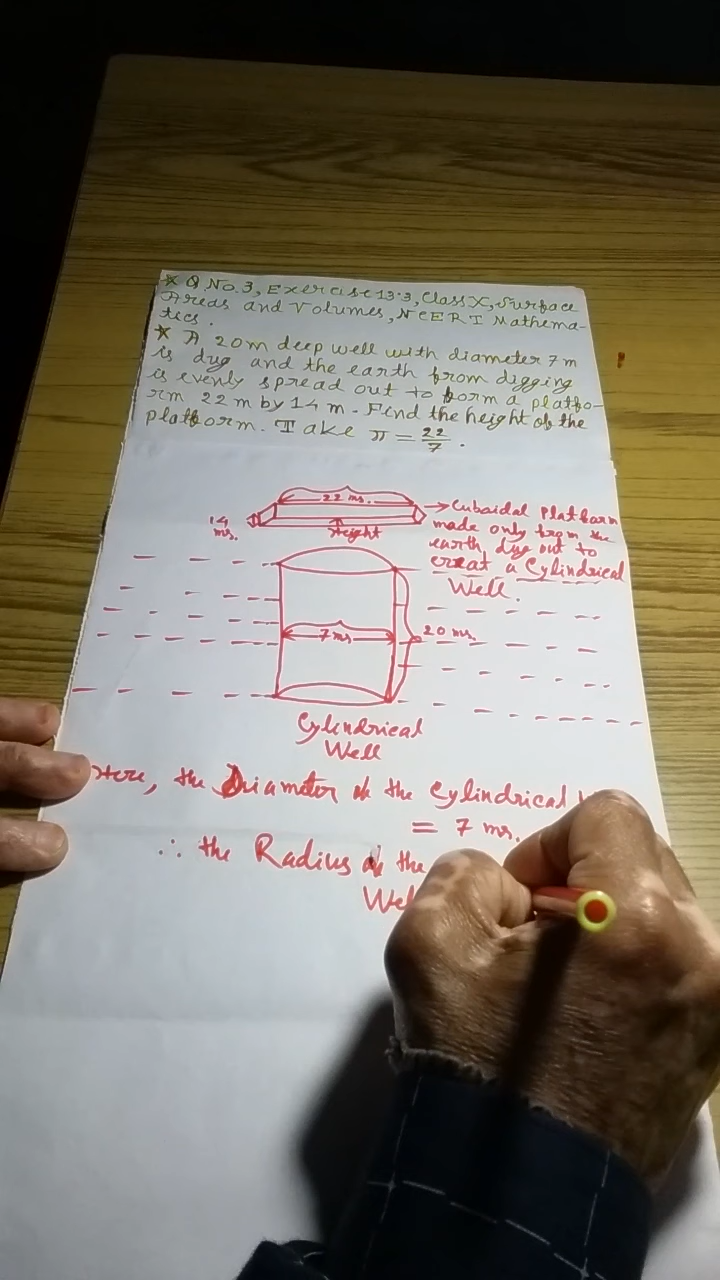 * Q.No.3, Exercise 13.3, Class X, Surface
Areas and Volumes, NCERT Mathema-
tics.
* A 20m deep well with diameter 7m
is dug and the earth from digging
is evenly spread out to form a platfo-
rm 22 m by 14 m. Find the height of the
platform. Take π = 22/7.
22 ms.
14 ms.
Height
→ Cuboidal Platform
made only from the
earth, dug out to
creat a Cylindrical
Well.
7 ms
20 ms.
Cylindrical
Well
Here, the Diameter of the Cylindrical
= 7 ms.
∴ the Radius of the